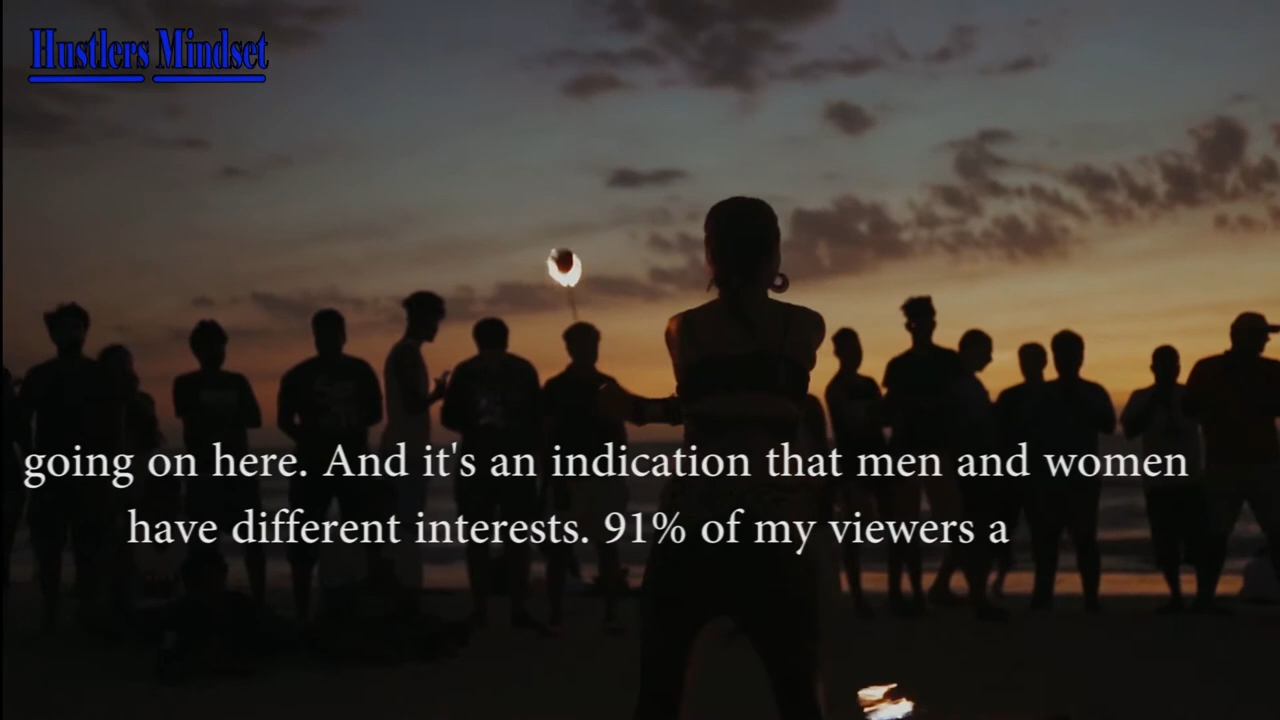 Hustlers Mindset
going on here. And it's an indication that men and women
have different interests. 91% of my viewers a